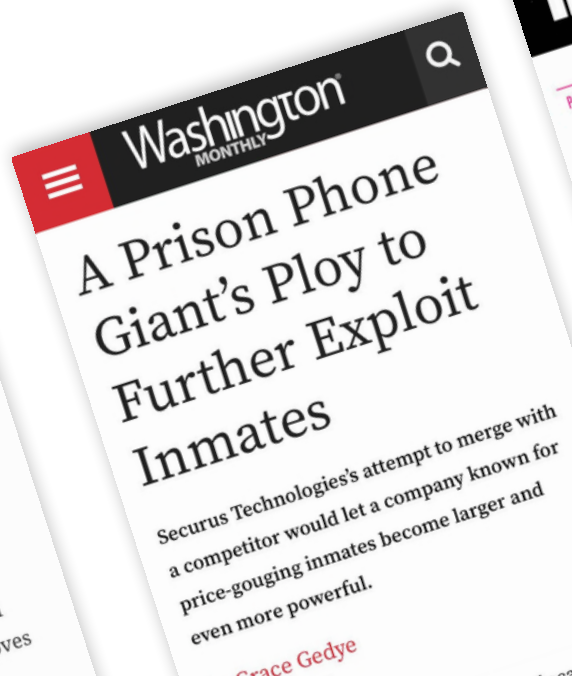 Washington
MONTHLY
A Prison Phone
Giant's Ploy to
Further Exploit
Inmates
Securus Technologies's attempt to merge with
a competitor would let a company known for
price-gouging inmates become larger and
even more powerful.
Grace Gedye